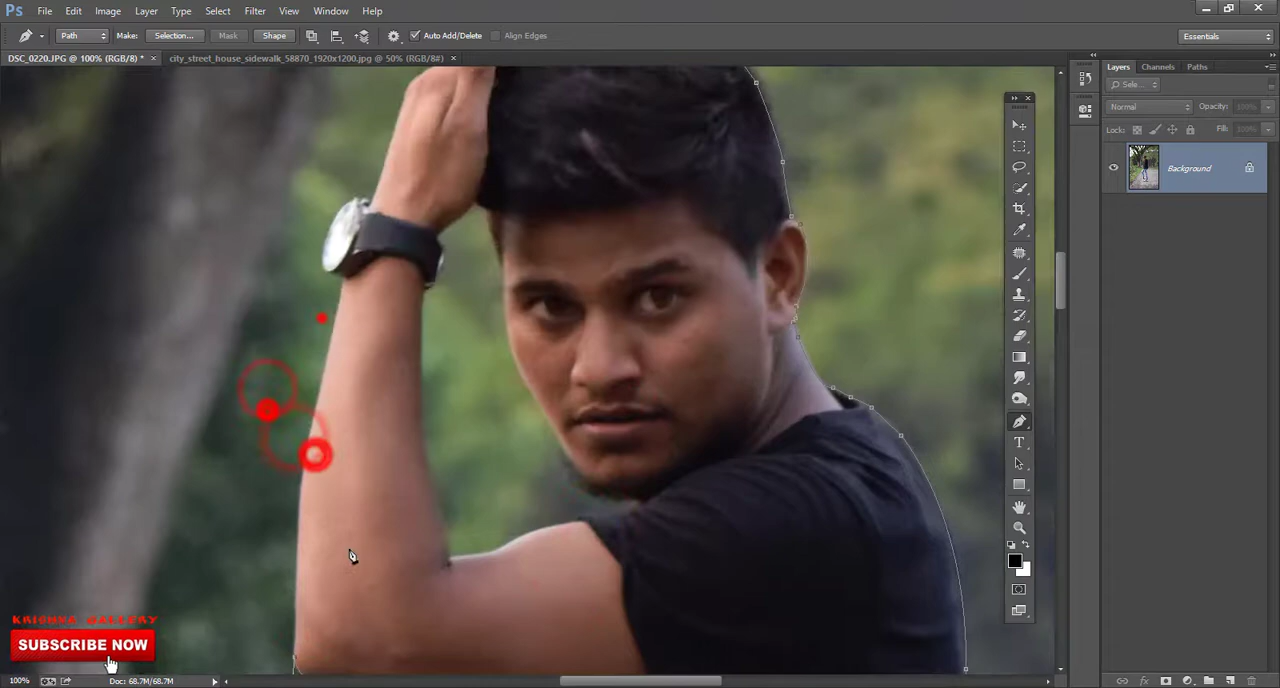 Ps File Edit Image Layer Type Select Filter View Window Help
Path Make: Selection... Mask Shape Auto Add/Delete Align Edges Essentials
DSC_0220.JPG @ 100% (RGB/8) * × city_street_house_sidewalk_58870_1920x1200.jpg @ 50% (RGB/8#) ×
Layers Channels Paths
Sele...
Normal Opacity: 100%
Lock: Fill: 100%
Background
T
KRISHNA GALLERY
SUBSCRIBE NOW
100% Doc: 68.7M/68.7M
fx